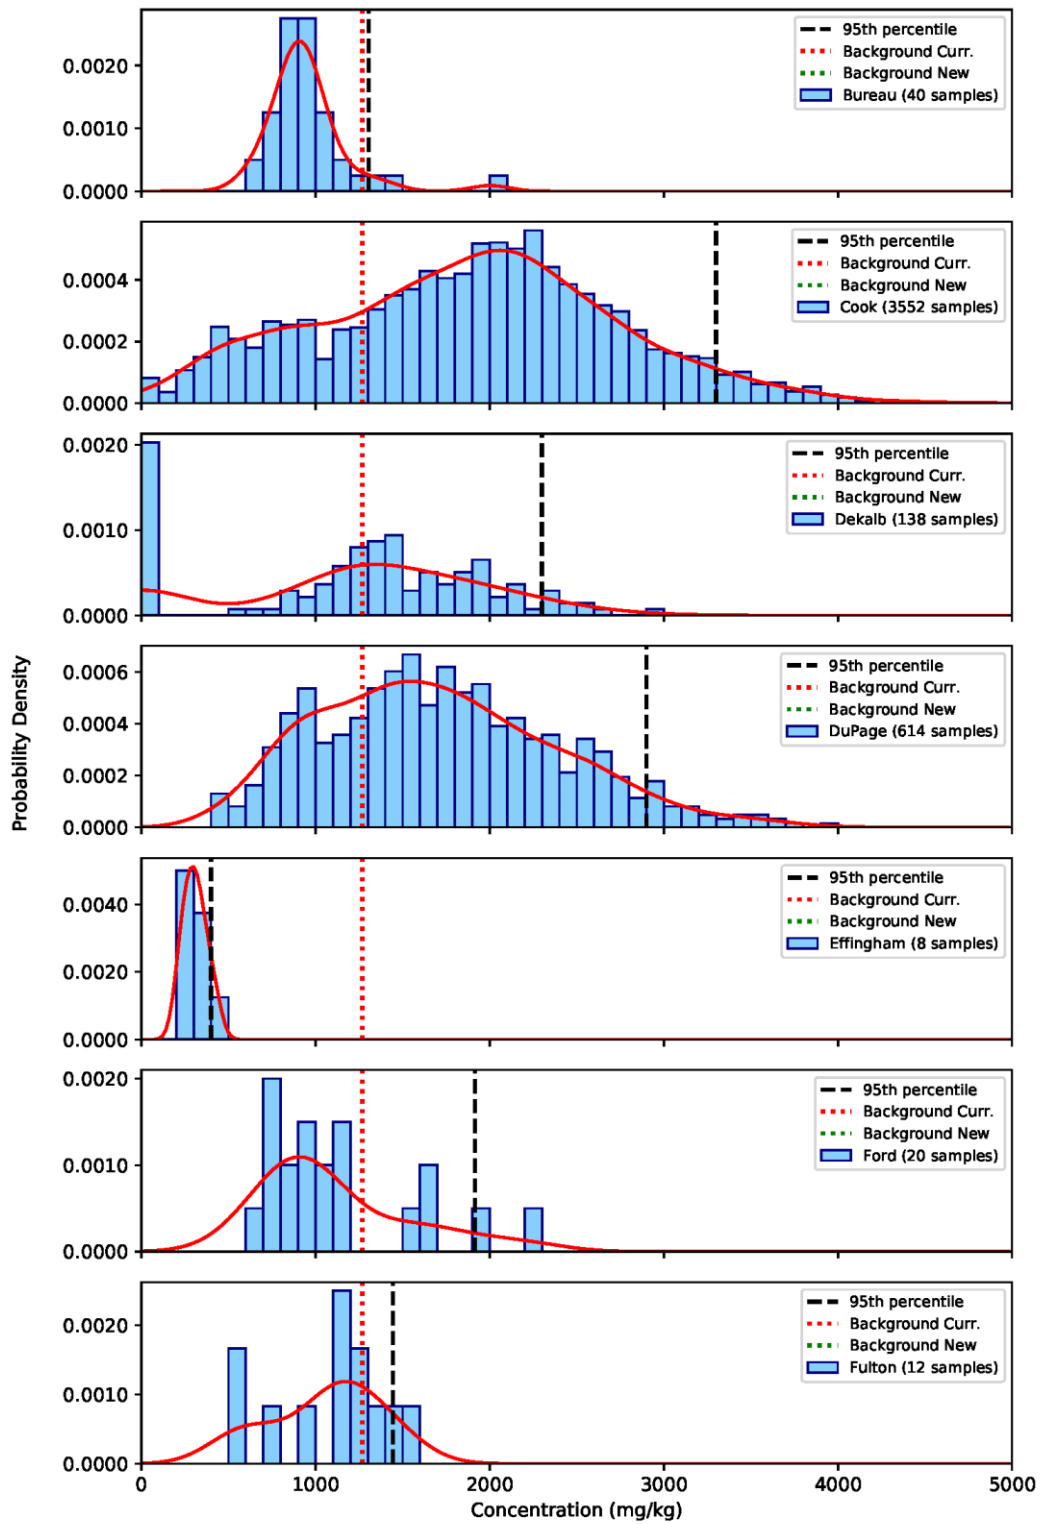 0.0020
0.0010
0.0000
95th percentile
Background Curr.
Background New
Bureau (40 samples)
0.0004
0.0002
0.0000
95th percentile
Background Curr.
Background New
Cook (3552 samples)
0.0020
0.0010
0.0000
95th percentile
Background Curr.
Background New
Dekalb (138 samples)
Probability Density
0.0006
0.0004
0.0002
0.0000
95th percentile
Background Curr.
Background New
DuPage (614 samples)
0.0040
0.0020
0.0000
95th percentile
Background Curr.
Background New
Effingham (8 samples)
0.0020
0.0010
0.0000
95th percentile
Background Curr.
Background New
Ford (20 samples)
0.0020
0.0010
0.0000
95th percentile
Background Curr.
Background New
Fulton (12 samples)
0 1000 2000 3000 4000 5000
Concentration (mg/kg)